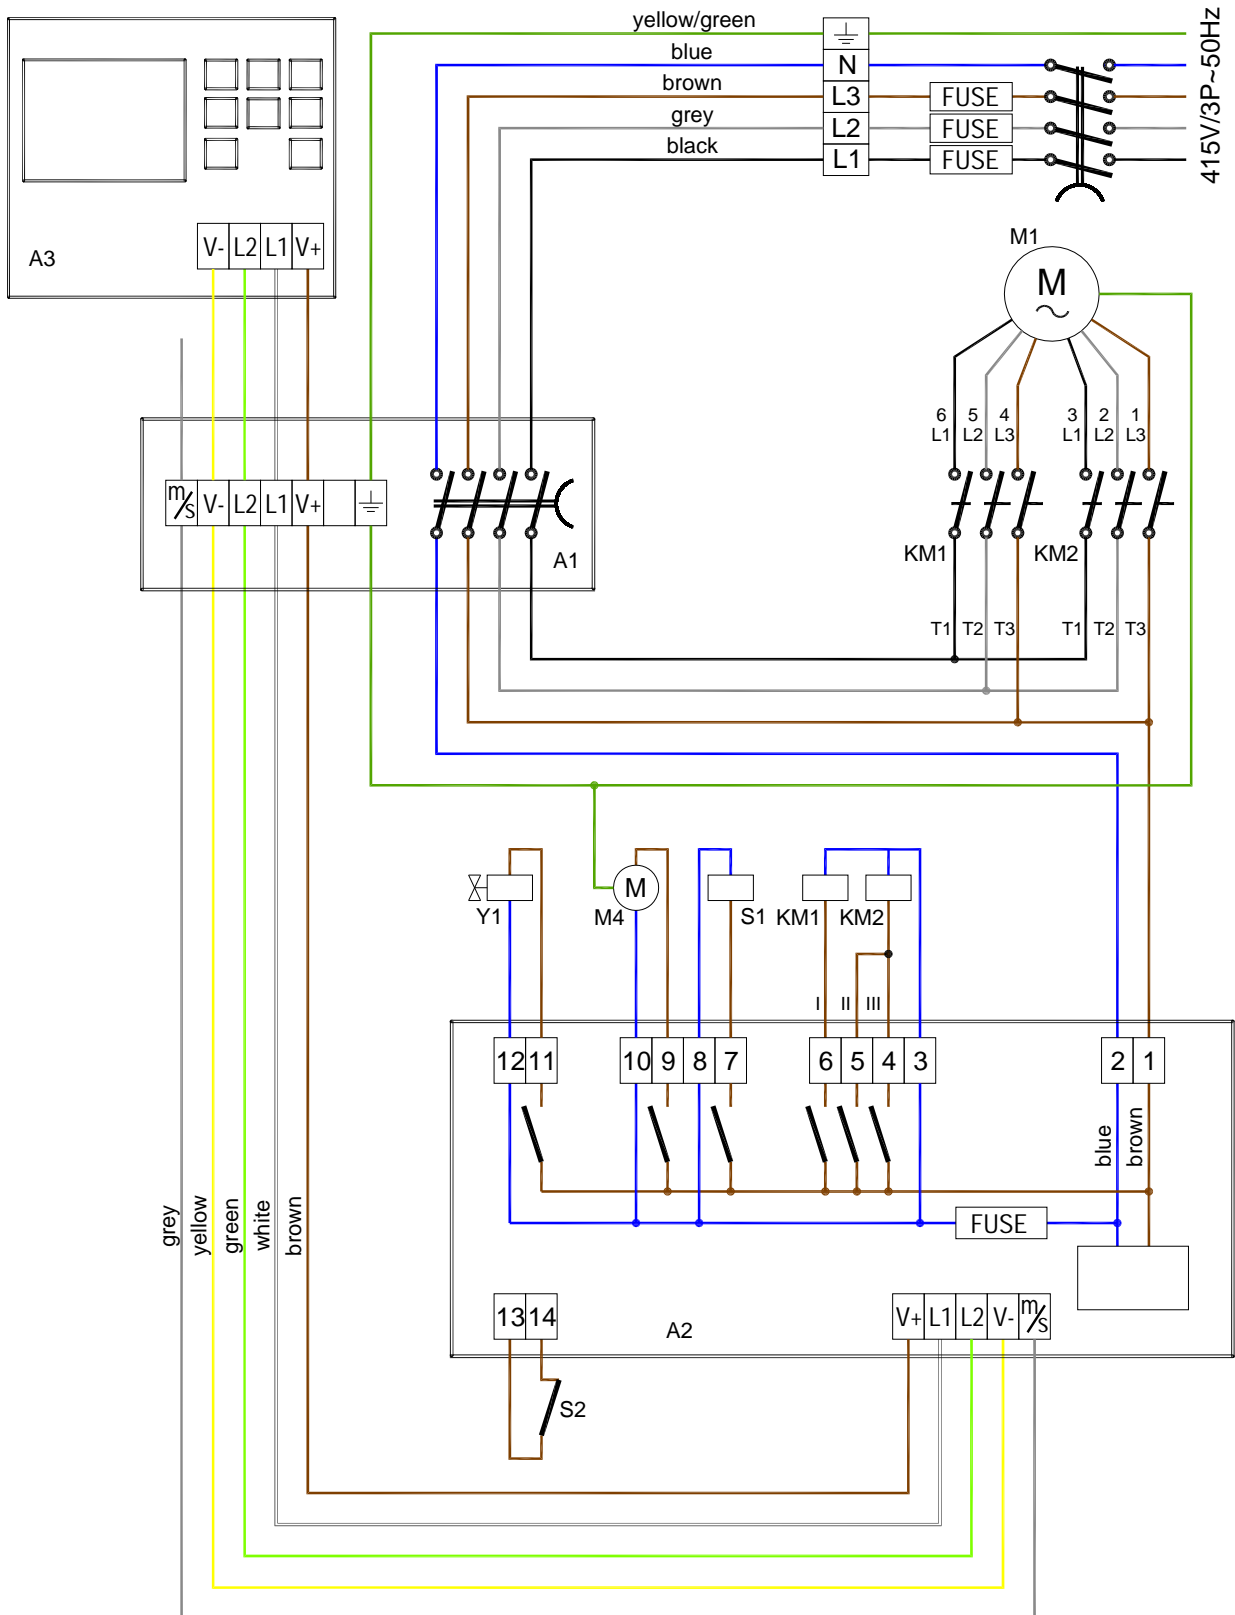 yellow/green
blue
N
brown
L3 FUSE
grey
L2 FUSE
black
L1 FUSE
415V/3P~50Hz
V- L2 L1 V+
A3
M1
M
6 5 4 3 2 1
L1 L2 L3 L1 L2 L3
m/s V- L2 L1 V+
A1
KM1 KM2
T1 T2 T3 T1 T2 T3
M
Y1 M4 S1 KM1 KM2
I II III
12 11 10 9 8 7 6 5 4 3 2 1
blue
brown
grey
yellow
green
white
brown
FUSE
13 14
A2
V+ L1 L2 V- m/s
S2